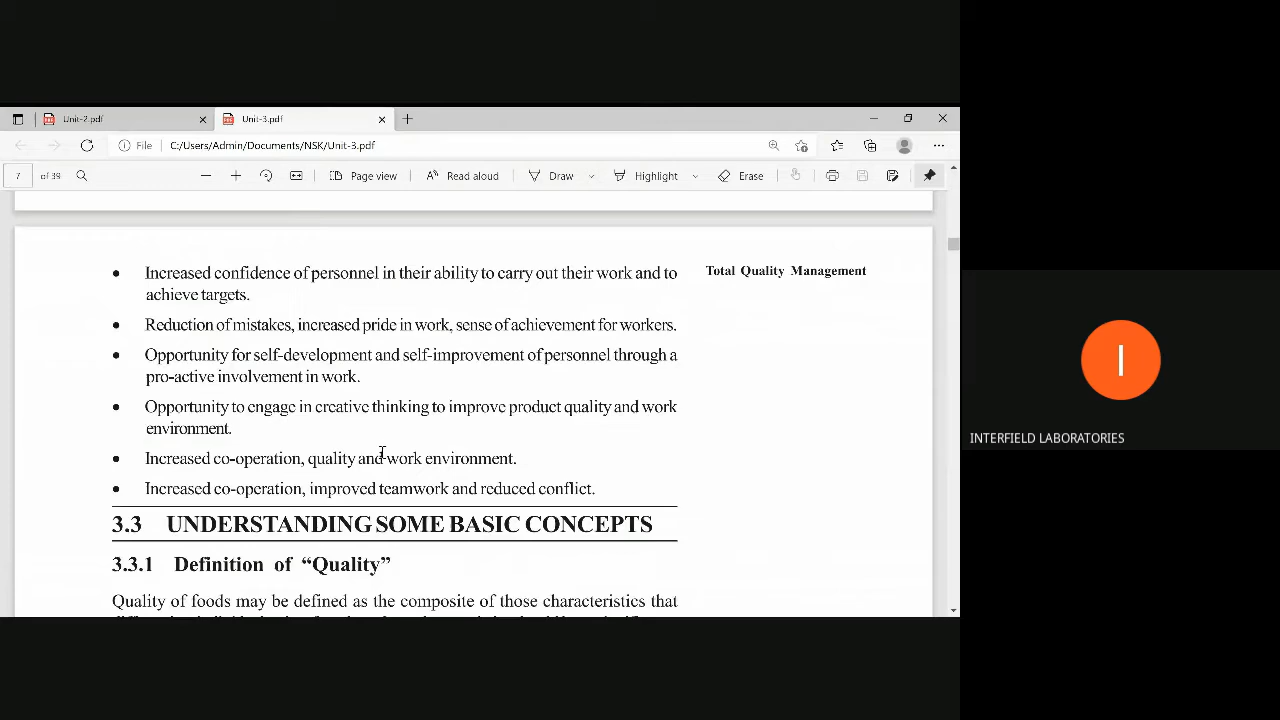 Unit-2.pdf
Unit-3.pdf
File C:/Users/Admin/Documents/NSK/Unit-3.pdf
7 of 39
Page view
Read aloud
Draw
Highlight
Erase
Total Quality Management
• Increased confidence of personnel in their ability to carry out their work and to
achieve targets.
• Reduction of mistakes, increased pride in work, sense of achievement for workers.
• Opportunity for self-development and self-improvement of personnel through a
pro-active involvement in work.
• Opportunity to engage in creative thinking to improve product quality and work
environment.
• Increased co-operation, quality and work environment.
• Increased co-operation, improved teamwork and reduced conflict.
3.3 UNDERSTANDING SOME BASIC CONCEPTS
3.3.1 Definition of “Quality”
Quality of foods may be defined as the composite of those characteristics that
I
INTERFIELD LABORATORIES